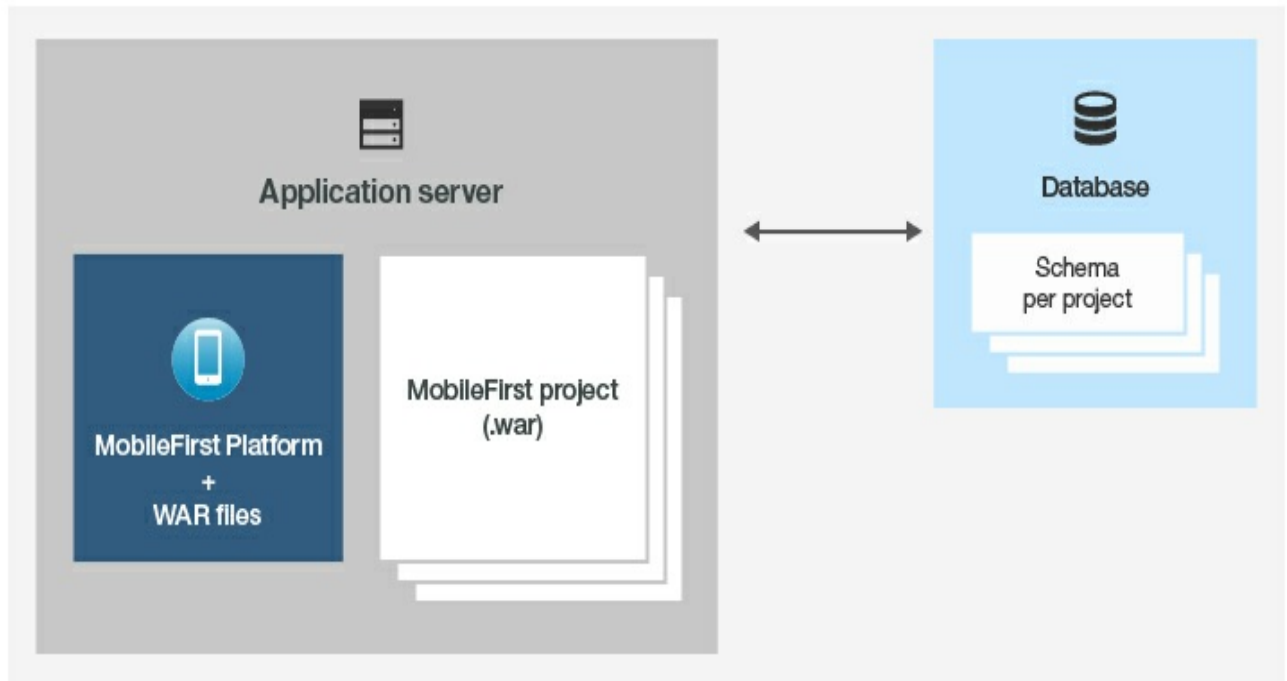 Application server
MobileFirst Platform
+
WAR files
MobileFirst project
(.war)
Database
Schema
per project